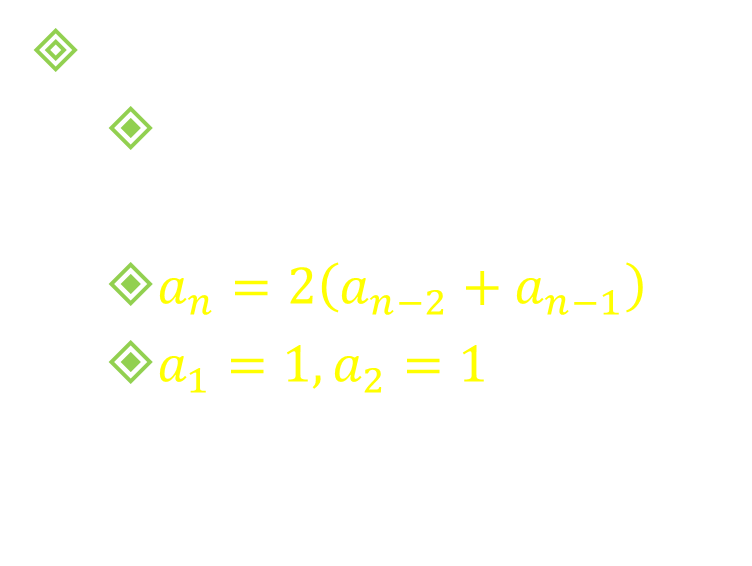 aₙ = 2(aₙ₋₂ + aₙ₋₁)
a₁ = 1, a₂ = 1